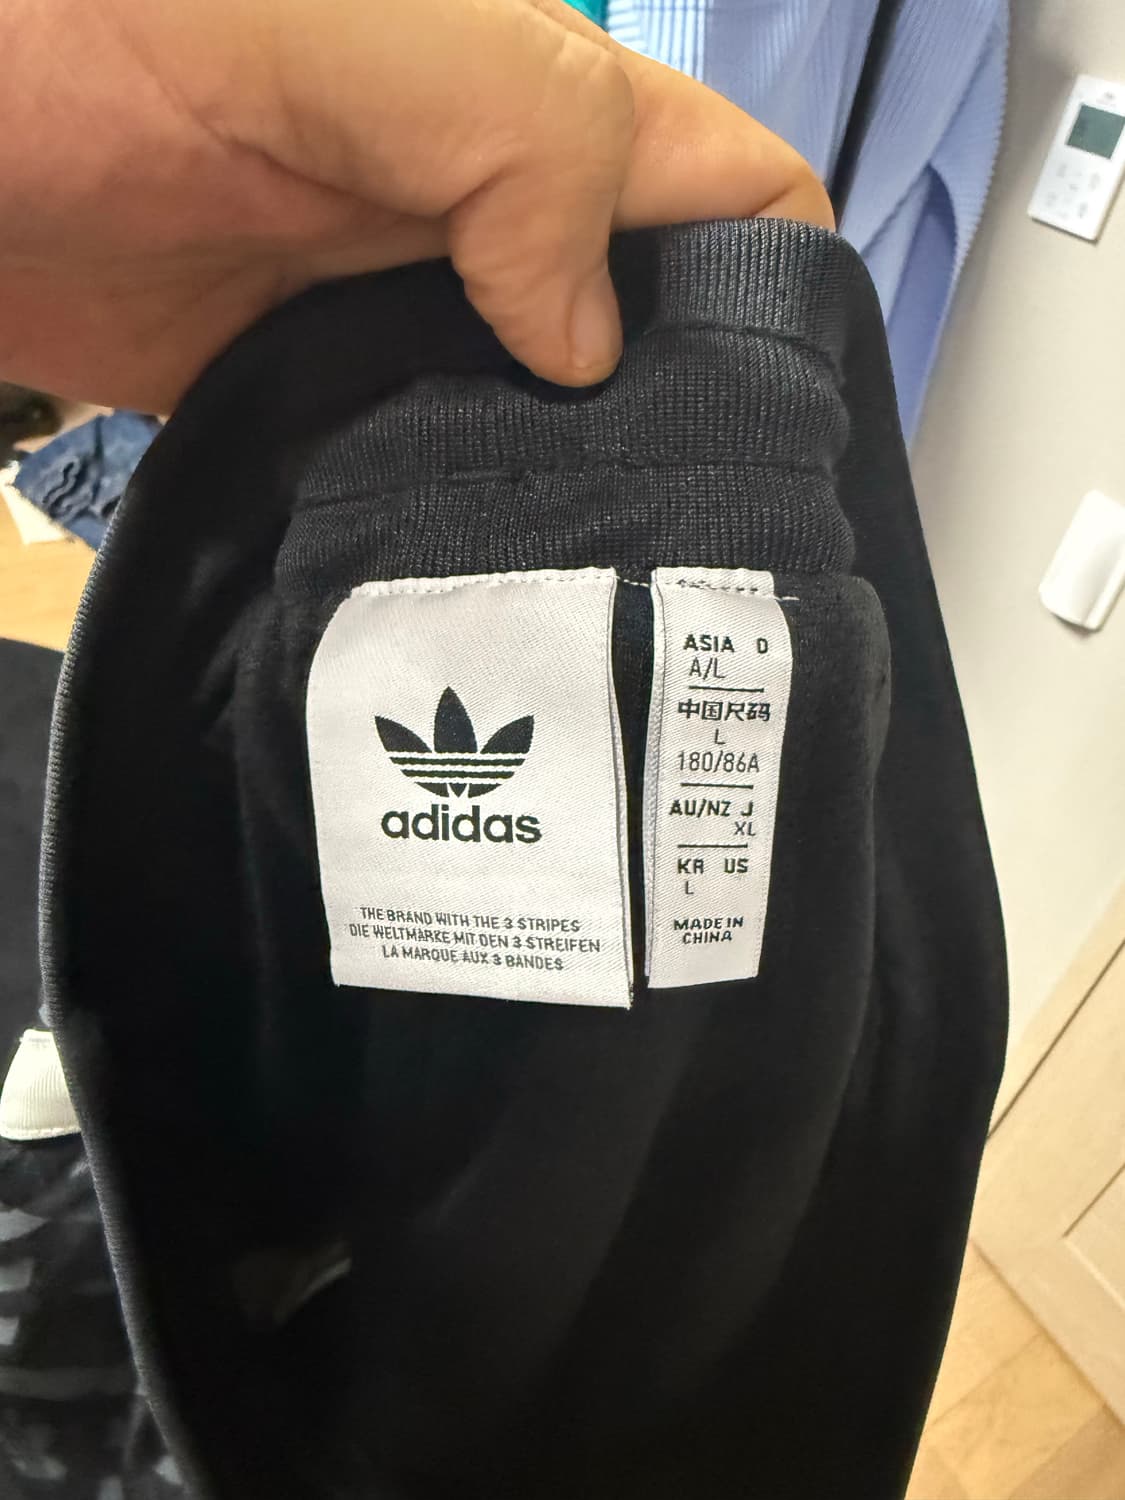 adidas
THE BRAND WITH THE 3 STRIPES
DIE WELTMARKE MIT DEN 3 STREIFEN
LA MARQUE AUX 3 BANDES
ASIA D
A/L
中国尺码
L
180/86A
AU/NZ J
XL
KR US
L
MADE IN
CHINA